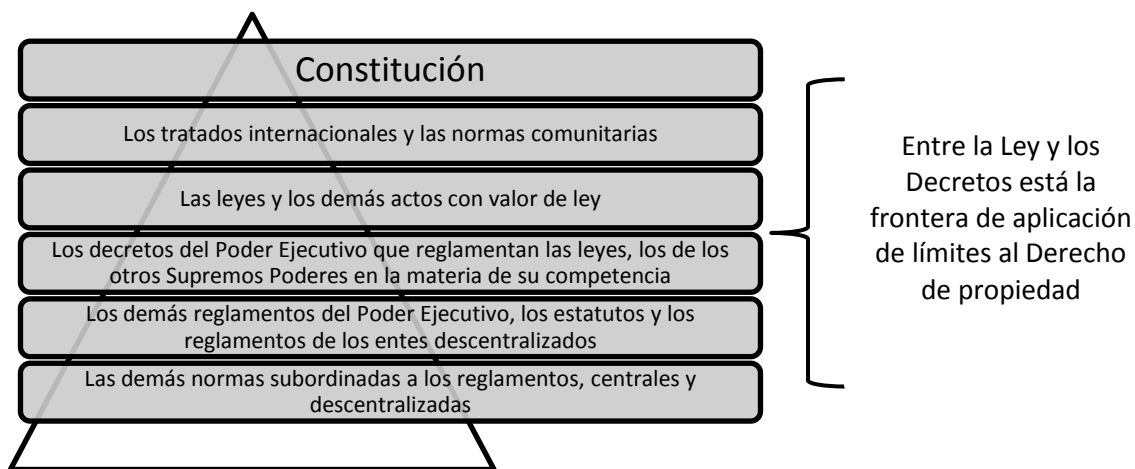 Constitución
Los tratados internacionales y las normas comunitarias
Las leyes y los demás actos con valor de ley
Los decretos del Poder Ejecutivo que reglamentan las leyes, los de los
otros Supremos Poderes en la materia de su competencia
Los demás reglamentos del Poder Ejecutivo, los estatutos y los
reglamentos de los entes descentralizados
Las demás normas subordinadas a los reglamentos, centrales y
descentralizadas
Entre la Ley y los
Decretos está la
frontera de aplicación
de límites al Derecho
de propiedad